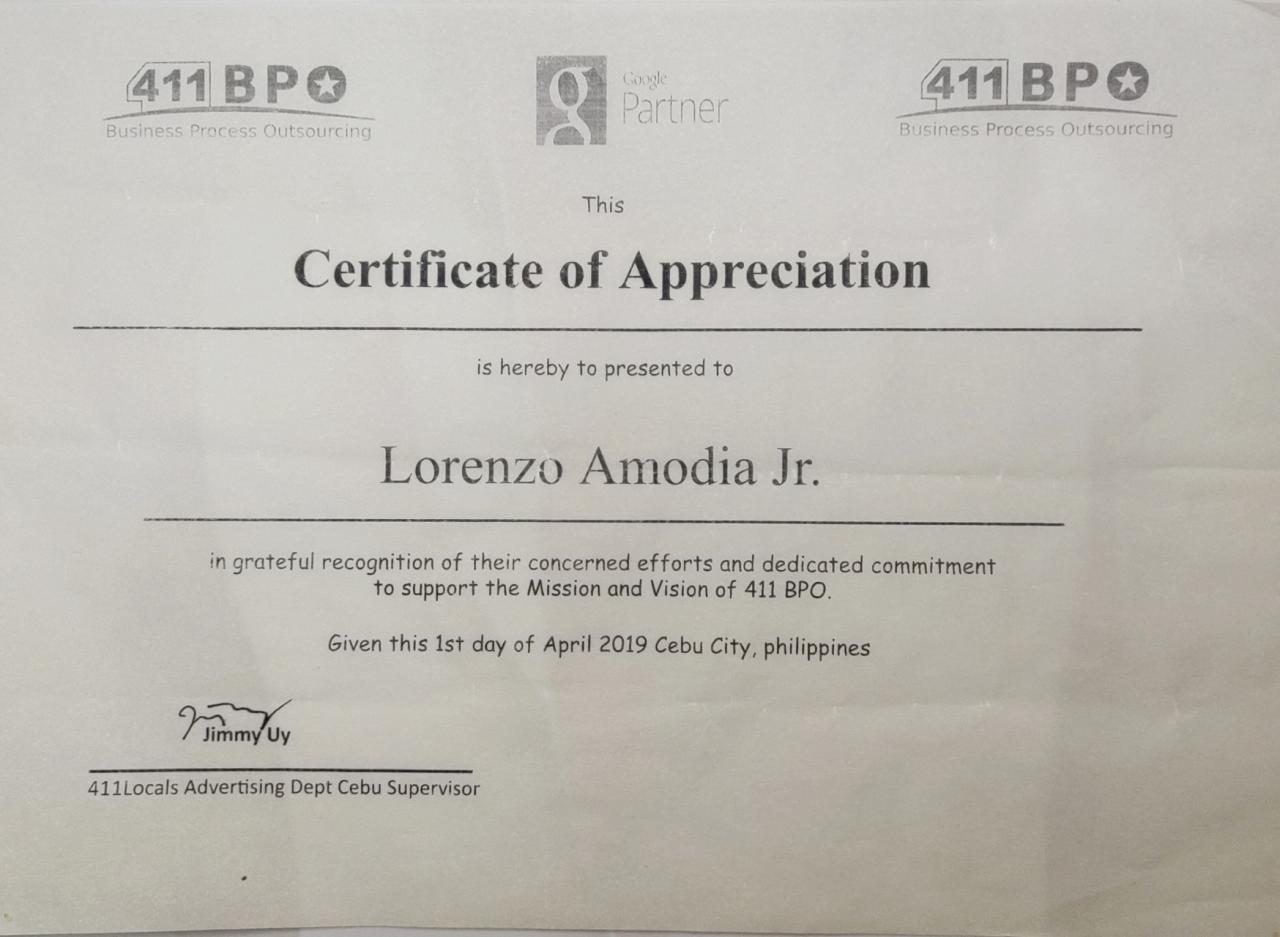 411 BPO
Business Process Outsourcing
Google
Partner
411 BPO
Business Process Outsourcing
This
Certificate of Appreciation
is hereby to presented to
Lorenzo Amodia Jr.
in grateful recognition of their concerned efforts and dedicated commitment
to support the Mission and Vision of 411 BPO.
Given this 1st day of April 2019 Cebu City, philippines
Jimmy Uy
411Locals Advertising Dept Cebu Supervisor